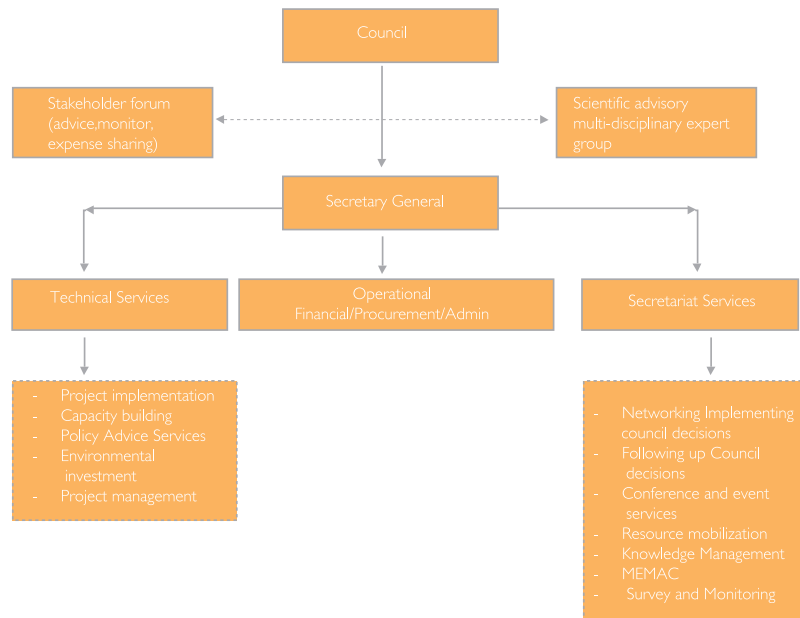 Council
Stakeholder forum
(advice,monitor,
expense sharing)
Scientific advisory
multi-disciplinary expert
group
Secretary General
Technical Services
Operational
Financial/Procurement/Admin
Secretariat Services
- Project implementation
- Capacity building
- Policy Advice Services
- Environmental
investment
- Project management
- Networking Implementing
council decisions
- Following up Council
decisions
- Conference and event
services
- Resource mobilization
- Knowledge Management
- MEMAC
- Survey and Monitoring